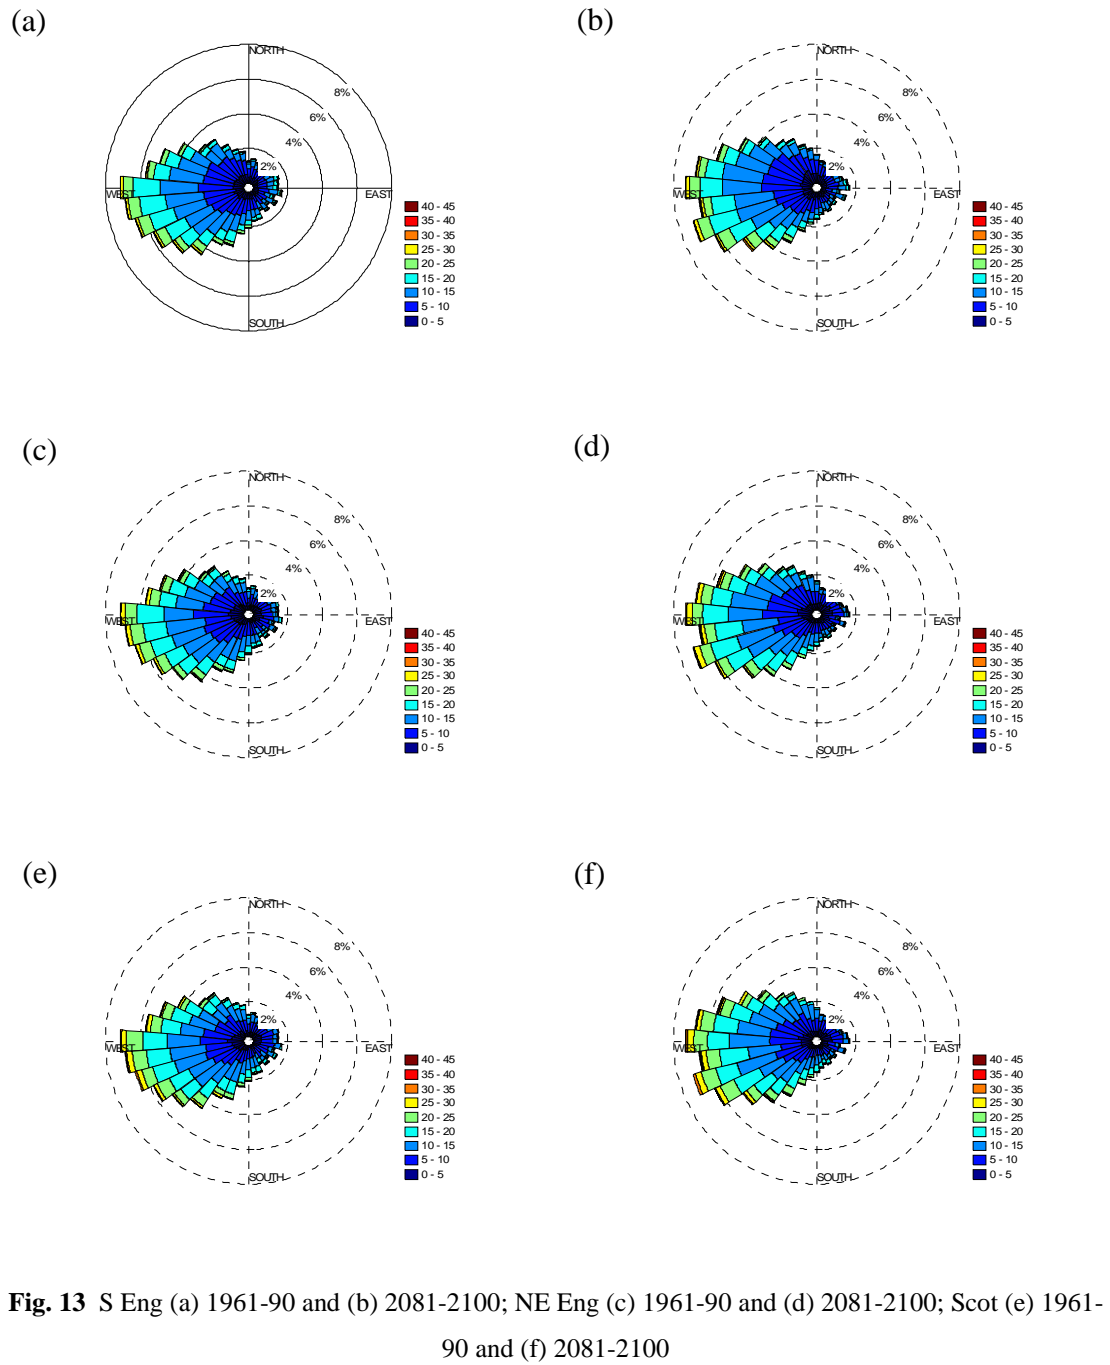 (a)
NORTH
8%
6%
4%
2%
WEST
EAST
SOUTH
40 - 45
35 - 40
30 - 35
25 - 30
20 - 25
15 - 20
10 - 15
5 - 10
0 - 5
(b)
NORTH
8%
6%
4%
2%
WEST
EAST
SOUTH
40 - 45
35 - 40
30 - 35
25 - 30
20 - 25
15 - 20
10 - 15
5 - 10
0 - 5
(c)
NORTH
8%
6%
4%
2%
WEST
EAST
SOUTH
40 - 45
35 - 40
30 - 35
25 - 30
20 - 25
15 - 20
10 - 15
5 - 10
0 - 5
(d)
NORTH
8%
6%
4%
2%
WEST
EAST
SOUTH
40 - 45
35 - 40
30 - 35
25 - 30
20 - 25
15 - 20
10 - 15
5 - 10
0 - 5
(e)
NORTH
8%
6%
4%
2%
WEST
EAST
SOUTH
40 - 45
35 - 40
30 - 35
25 - 30
20 - 25
15 - 20
10 - 15
5 - 10
0 - 5
(f)
NORTH
8%
6%
4%
2%
WEST
EAST
SOUTH
40 - 45
35 - 40
30 - 35
25 - 30
20 - 25
15 - 20
10 - 15
5 - 10
0 - 5
Fig. 13 S Eng (a) 1961-90 and (b) 2081-2100; NE Eng (c) 1961-90 and (d) 2081-2100; Scot (e) 1961-
90 and (f) 2081-2100